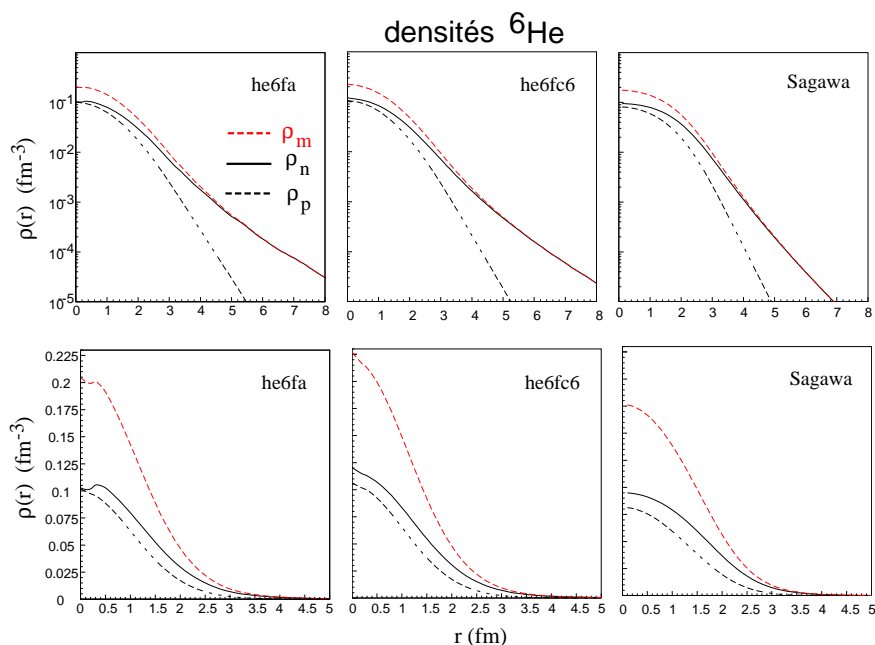 densités ⁶He
he6fa
he6fc6
Sagawa
ρ_m
ρ_n
ρ_p
ρ(r) (fm⁻³)
10⁻¹
10⁻²
10⁻³
10⁻⁴
10⁻⁵
0 1 2 3 4 5 6 7 8
0 1 2 3 4 5 6 7 8
0 1 2 3 4 5 6 7 8
he6fa
he6fc6
Sagawa
ρ(r) (fm⁻³)
0.225
0.2
0.175
0.15
0.125
0.1
0.075
0.05
0.025
0
0 0.5 1 1.5 2 2.5 3 3.5 4 4.5 5
0 0.5 1 1.5 2 2.5 3 3.5 4 4.5 5
0 0.5 1 1.5 2 2.5 3 3.5 4 4.5 5
r (fm)